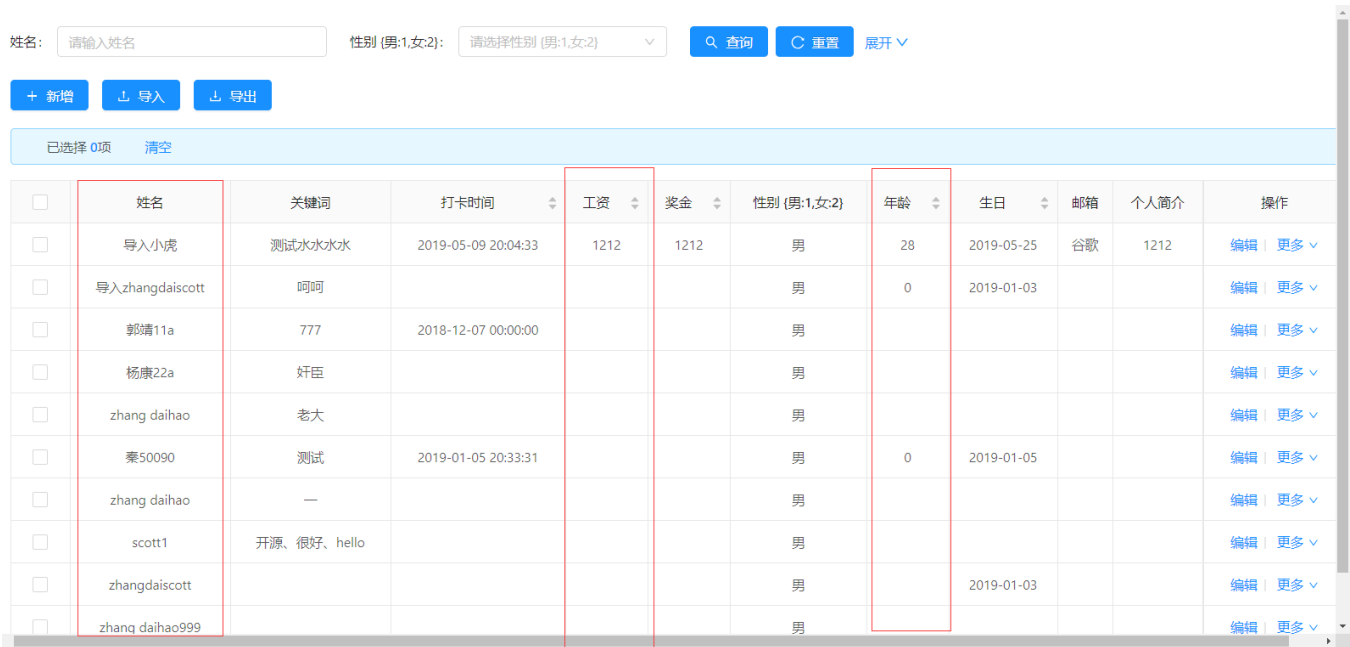 姓名: 请输入姓名 性别 {男:1,女:2}: 请选择性别 {男:1,女:2} 查询 重置 展开
新增 导入 导出
已选择 0项 清空
姓名 关键词 打卡时间 工资 奖金 性别 {男:1,女:2} 年龄 生日 邮箱 个人简介 操作
导入小虎 测试水水水水 2019-05-09 20:04:33 1212 1212 男 28 2019-05-25 谷歌 1212 编辑 更多
导入zhangdaiscott 呵呵 男 0 2019-01-03 编辑 更多
郭靖11a 777 2018-12-07 00:00:00 男 编辑 更多
杨康22a 奸臣 男 编辑 更多
zhang daihao 老大 男 编辑 更多
秦50090 测试 2019-01-05 20:33:31 男 0 2019-01-05 编辑 更多
zhang daihao 一 男 编辑 更多
scott1 开源、很好、hello 男 编辑 更多
zhangdaiscott 男 2019-01-03 编辑 更多
zhang daihao999 男 编辑 更多